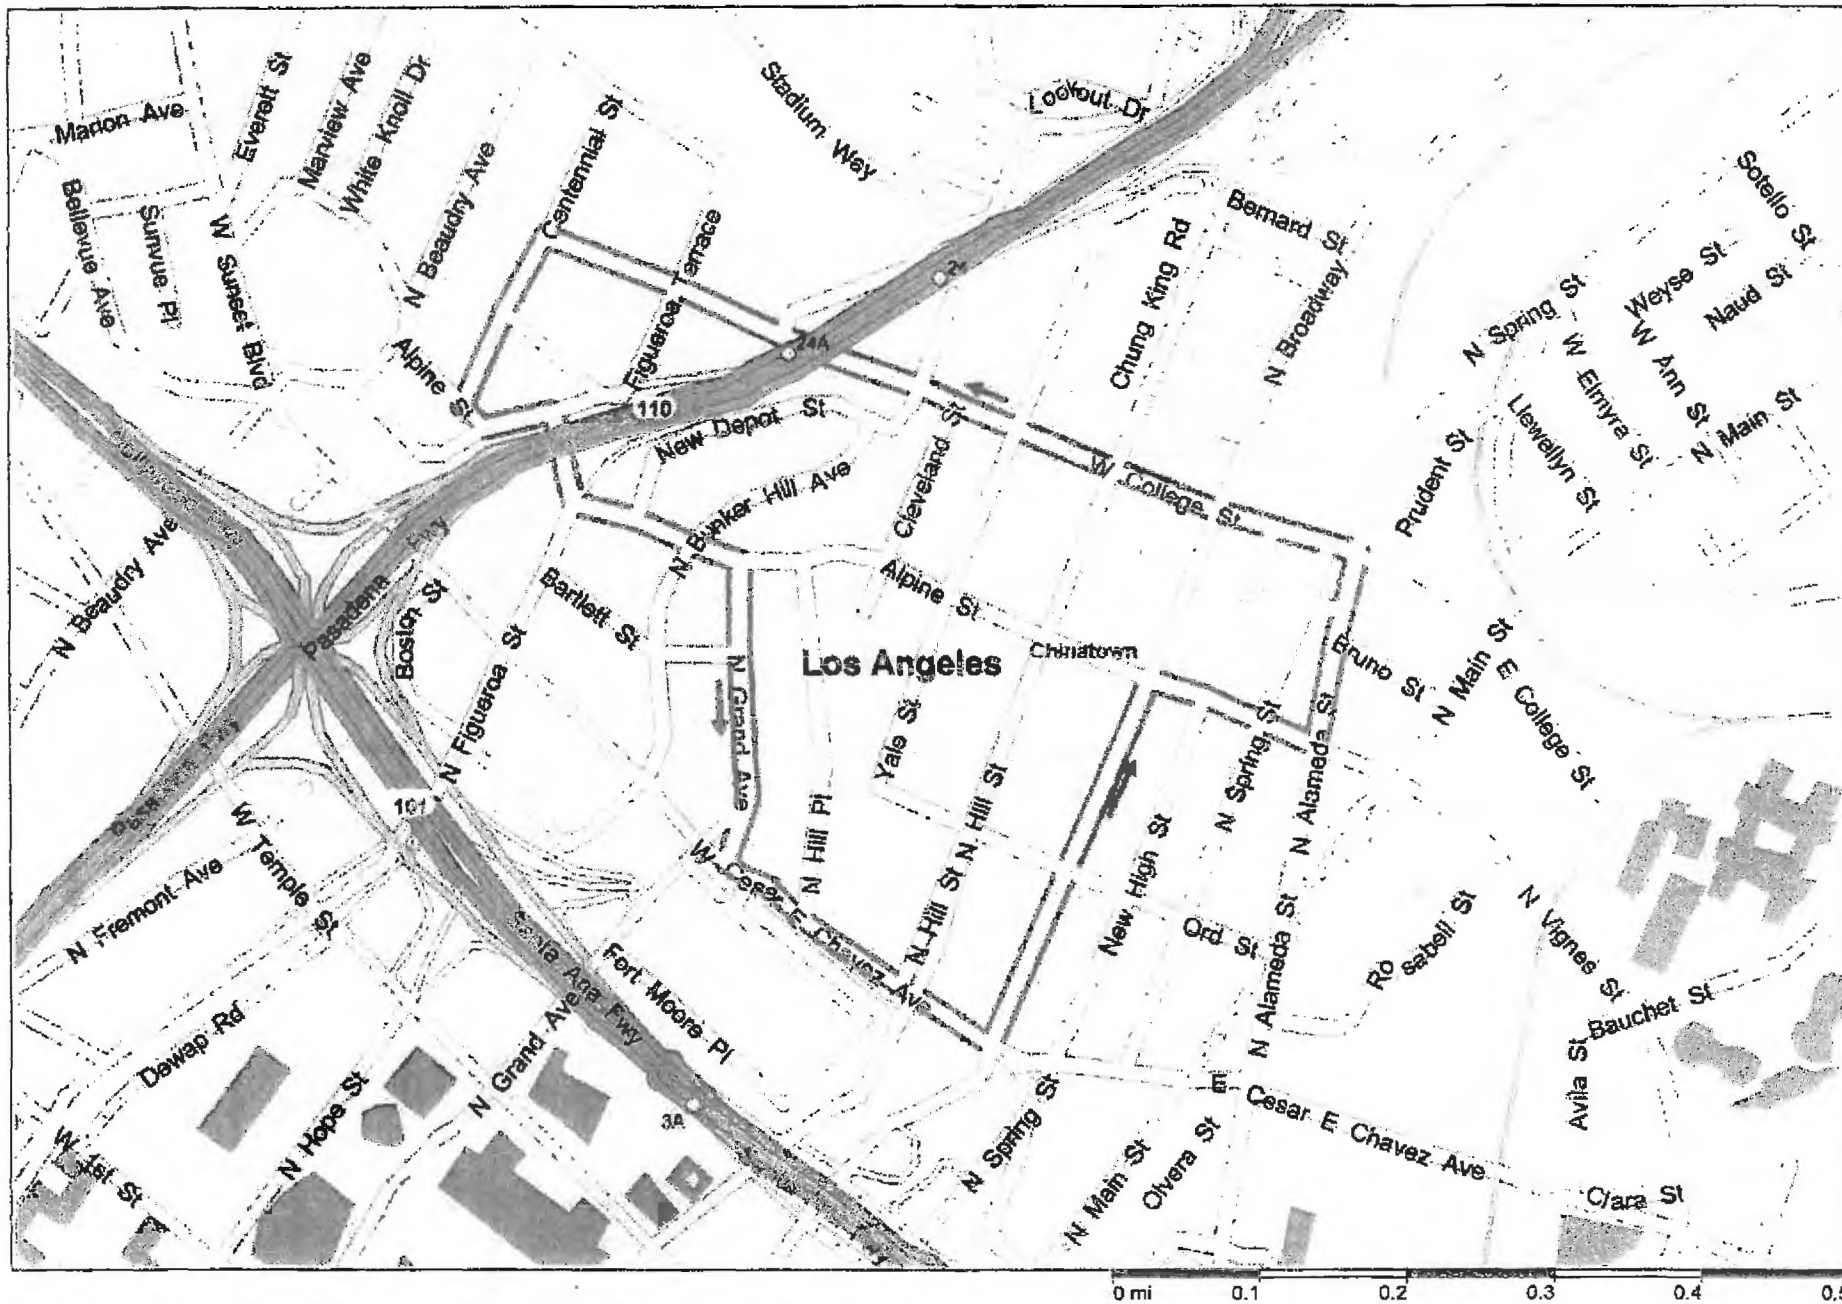 Marion Ave
Everett St
Marview Ave
White Knoll Dr
N Beaudry Ave
Centennial St
Stadium Way
Lookout Dr
Bellevue Ave
Sunvue Pl
W Sunset Blvd
Alpine St
Figueroa Terrace
24A
110
New Depot St
N Bunker Hill Ave
Cleveland St
Chung King Rd
Bernard St
N Broadway
W College St
Sotello St
Weyse St
Naud St
N Spring St
W Ann St
W Elmyra St
Llewellyn St
N Main St
Prudent St
Hollywood Fwy
N Beaudry Ave
Pasadena Fwy
Boston St
Bartlett St
N Figueroa St
Alpine St
Los Angeles
Chinatown
N Grand Ave
Yale St
N Hill Pl
N Hill St
N Hill St
Bruno St
N Main St
E College St
N Spring St
N Alameda St
Pasadena Fwy
101
W Temple St
N Fremont Ave
W Cesar E Chavez Ave
New High St
Ord St
N Alameda St
Rosabell St
N Vignes St
Bauchet St
Avila St
Santa Ana Fwy
Fort Moore Pl
Dewap Rd
N Hope St
N Grand Ave
3A
W 1st St
N Spring St
N Main St
Olvera St
E Cesar E Chavez Ave
Clara St
0 mi 0.1 0.2 0.3 0.4